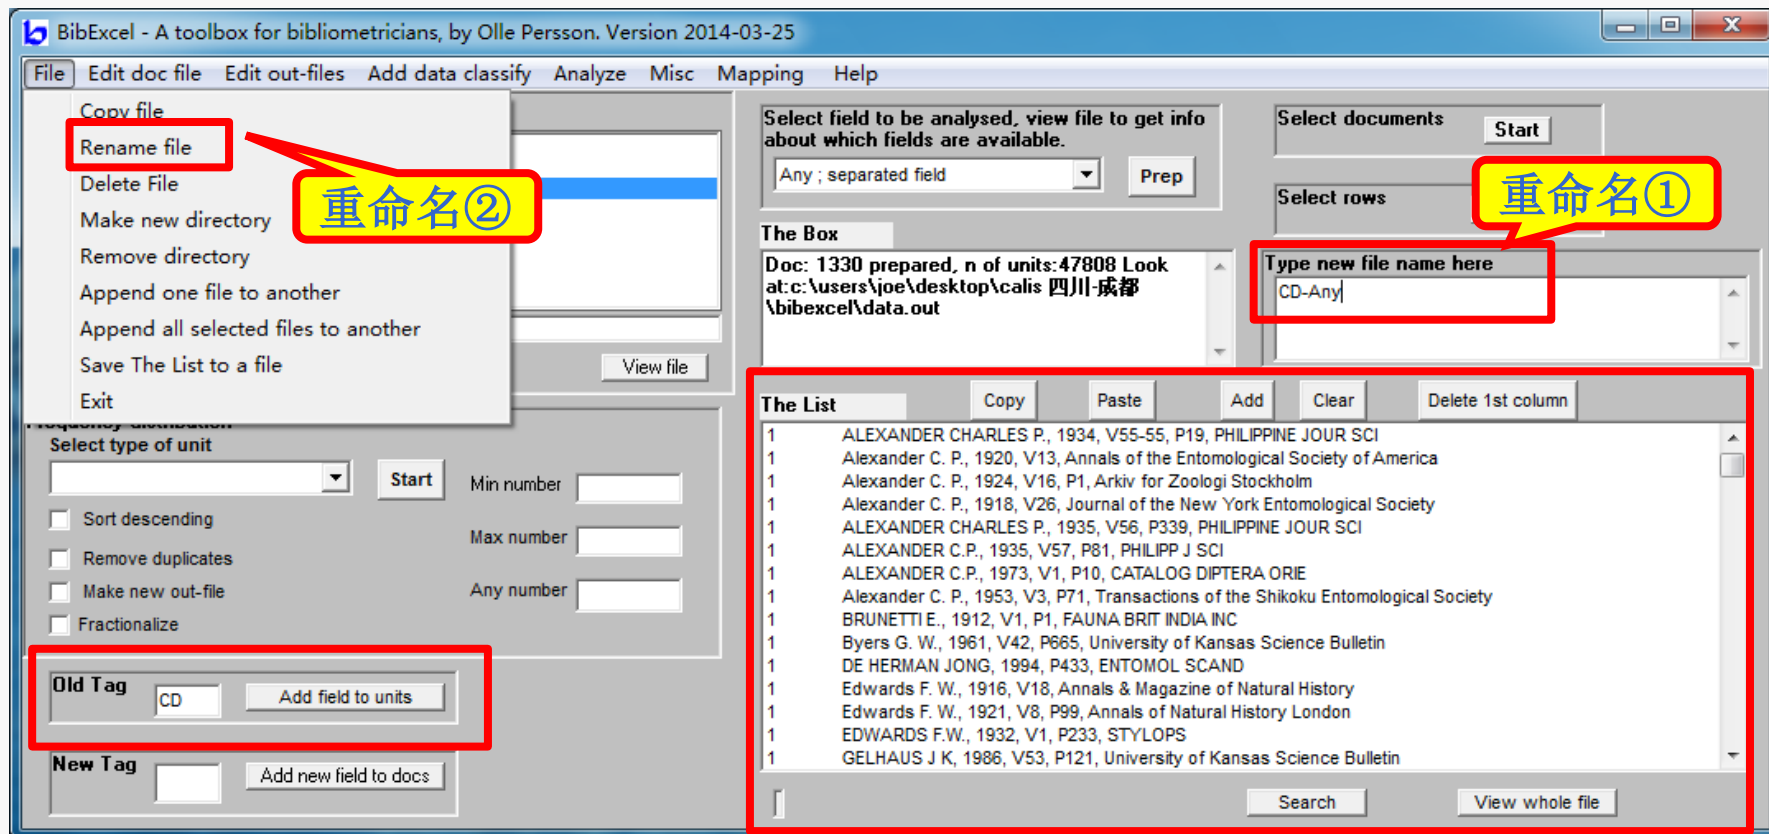 BibExcel - A toolbox for bibliometricians, by Olle Persson. Version 2014-03-25
File Edit doc file Edit out-files Add data classify Analyze Misc Mapping Help
Copy file
Rename file
Delete File
Make new directory
Remove directory
Append one file to another
Append all selected files to another
Save The List to a file
Exit
重命名②
View file
Select field to be analysed, view file to get info
about which fields are available.
Any ; separated field
Prep
Select documents
Start
Select rows
重命名①
The Box
Doc: 1330 prepared, n of units:47808 Look
at:c:\users\joe\desktop\calis 四川-成都
\bibexcel\data.out
Type new file name here
CD-Any
Frequency distribution
Select type of unit
Start
Sort descending
Remove duplicates
Make new out-file
Fractionalize
Min number
Max number
Any number
Old Tag
CD
Add field to units
New Tag
Add new field to docs
The List
Copy Paste Add Clear Delete 1st column
1 ALEXANDER CHARLES P., 1934, V55-55, P19, PHILIPPINE JOUR SCI
1 Alexander C. P., 1920, V13, Annals of the Entomological Society of America
1 Alexander C. P., 1924, V16, P1, Arkiv for Zoologi Stockholm
1 Alexander C. P., 1918, V26, Journal of the New York Entomological Society
1 ALEXANDER CHARLES P., 1935, V56, P339, PHILIPPINE JOUR SCI
1 ALEXANDER C.P., 1935, V57, P81, PHILIPP J SCI
1 ALEXANDER C.P., 1973, V1, P10, CATALOG DIPTERA ORIE
1 Alexander C. P., 1953, V3, P71, Transactions of the Shikoku Entomological Society
1 BRUNETTI E., 1912, V1, P1, FAUNA BRIT INDIA INC
1 Byers G. W., 1961, V42, P665, University of Kansas Science Bulletin
1 DE HERMAN JONG, 1994, P433, ENTOMOL SCAND
1 Edwards F. W., 1916, V18, Annals & Magazine of Natural History
1 Edwards F. W., 1921, V8, P99, Annals of Natural History London
1 EDWARDS F.W., 1932, V1, P233, STYLOPS
1 GELHAUS J K, 1986, V53, P121, University of Kansas Science Bulletin
Search
View whole file